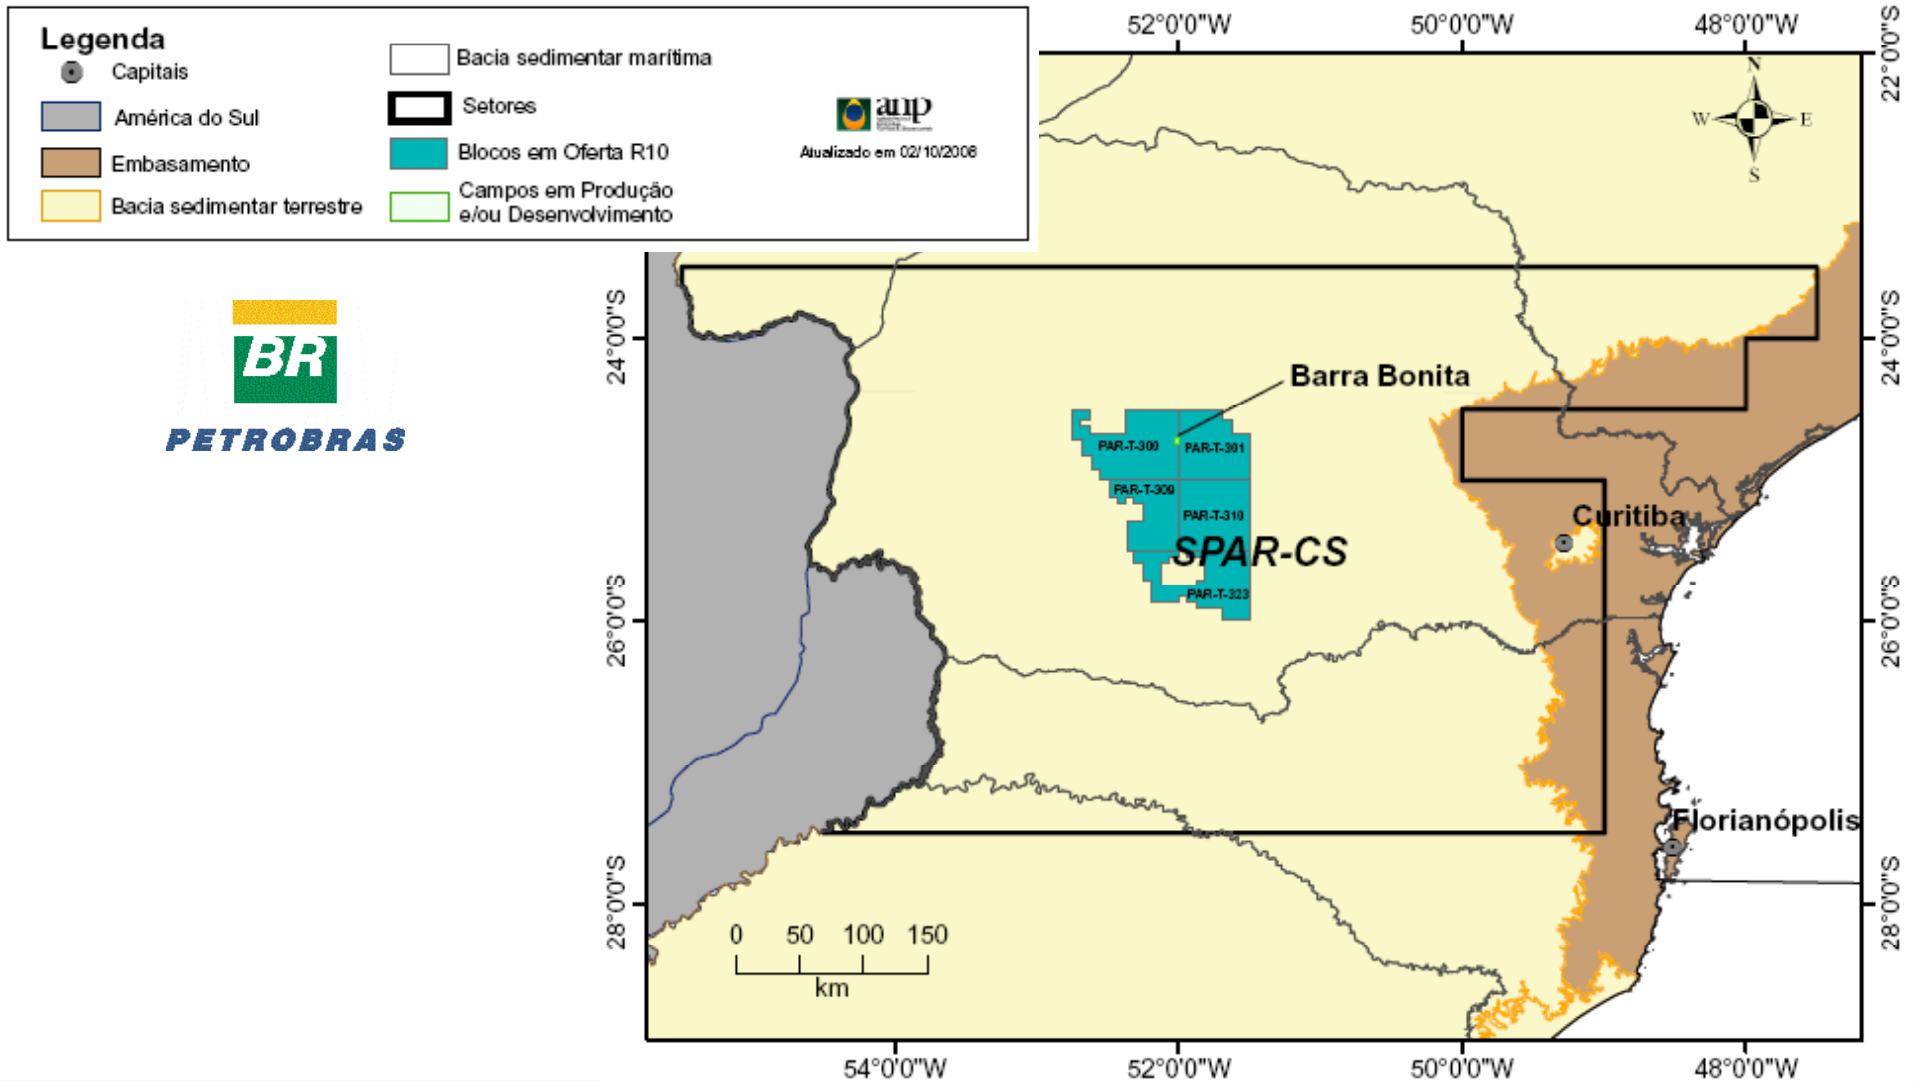 Legenda
Capitais
América do Sul
Embasamento
Bacia sedimentar terrestre
Bacia sedimentar marítima
Setores
Blocos em Oferta R10
Campos em Produção
e/ou Desenvolvimento
anp
Atualizado em 02/10/2008
BR
PETROBRAS
52°0'0"W
50°0'0"W
48°0'0"W
22°0'0"S
N
W
E
S
24°0'0"S
24°0'0"S
Barra Bonita
PAR-T-300
PAR-T-301
PAR-T-309
PAR-T-310
Curitiba
SPAR-CS
PAR-T-323
26°0'0"S
26°0'0"S
Florianópolis
28°0'0"S
28°0'0"S
0 50 100 150
km
54°0'0"W
52°0'0"W
50°0'0"W
48°0'0"W